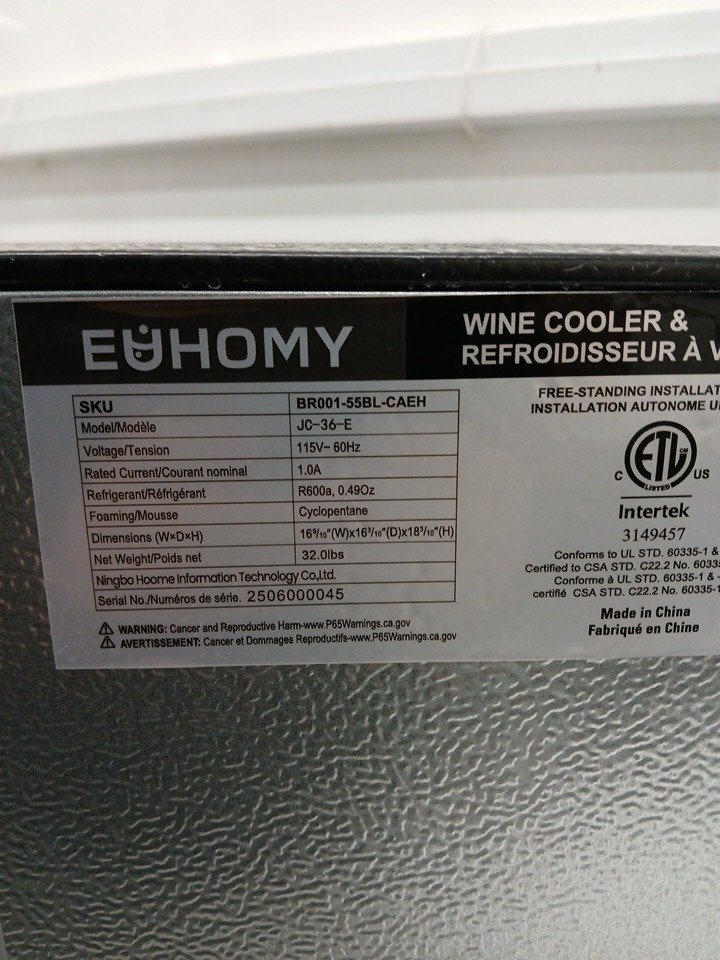 EUHOMY
WINE COOLER &
REFROIDISSEUR À
SKU BR001-55BL-CAEH
Model/Modèle JC-36-E
Voltage/Tension 115V~ 60Hz
Rated Current/Courant nominal 1.0A
Refrigerant/Réfrigérant R600a, 0.49Oz
Foaming/Mousse Cyclopentane
Dimensions (W×D×H) 16⁹/₁₀"(W)x16³/₁₀"(D)x18³/₁₀"(H)
Net Weight/Polds net 32.0lbs
Ningbo Hoome Information Technology Co.,Ltd.
Serial No./Numéros de série. 2506000045
WARNING: Cancer and Reproductive Harm-www.P65Warnings.ca.gov
AVERTISSEMENT: Cancer et Dommages Reproductifs-www.P65Warnings.ca.gov
FREE-STANDING
INSTALLATION AUTONOME
C ETL CM US
LISTED
Intertek
3149457
Conforms to UL STD. 60335-1 &
Certified to CSA STD. C22.2 No.
Conforme à UL STD. 60335-1 &
certifié CSA STD. C22.2 No.
Made in China
Fabriqué en Chine